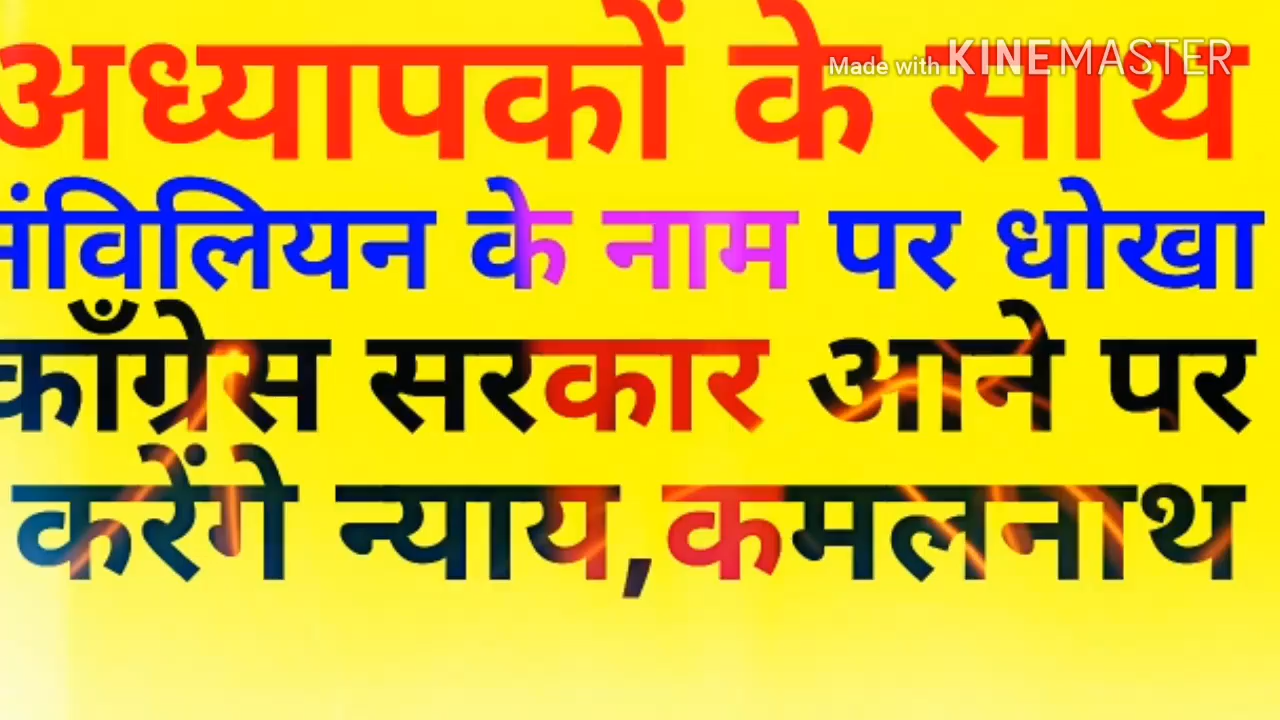 अध्यापकों के साथ
Made with KINEMASTER
संविलियन के नाम पर धोखा
काँग्रेस सरकार आने पर
करेंगे न्याय,कमलनाथ